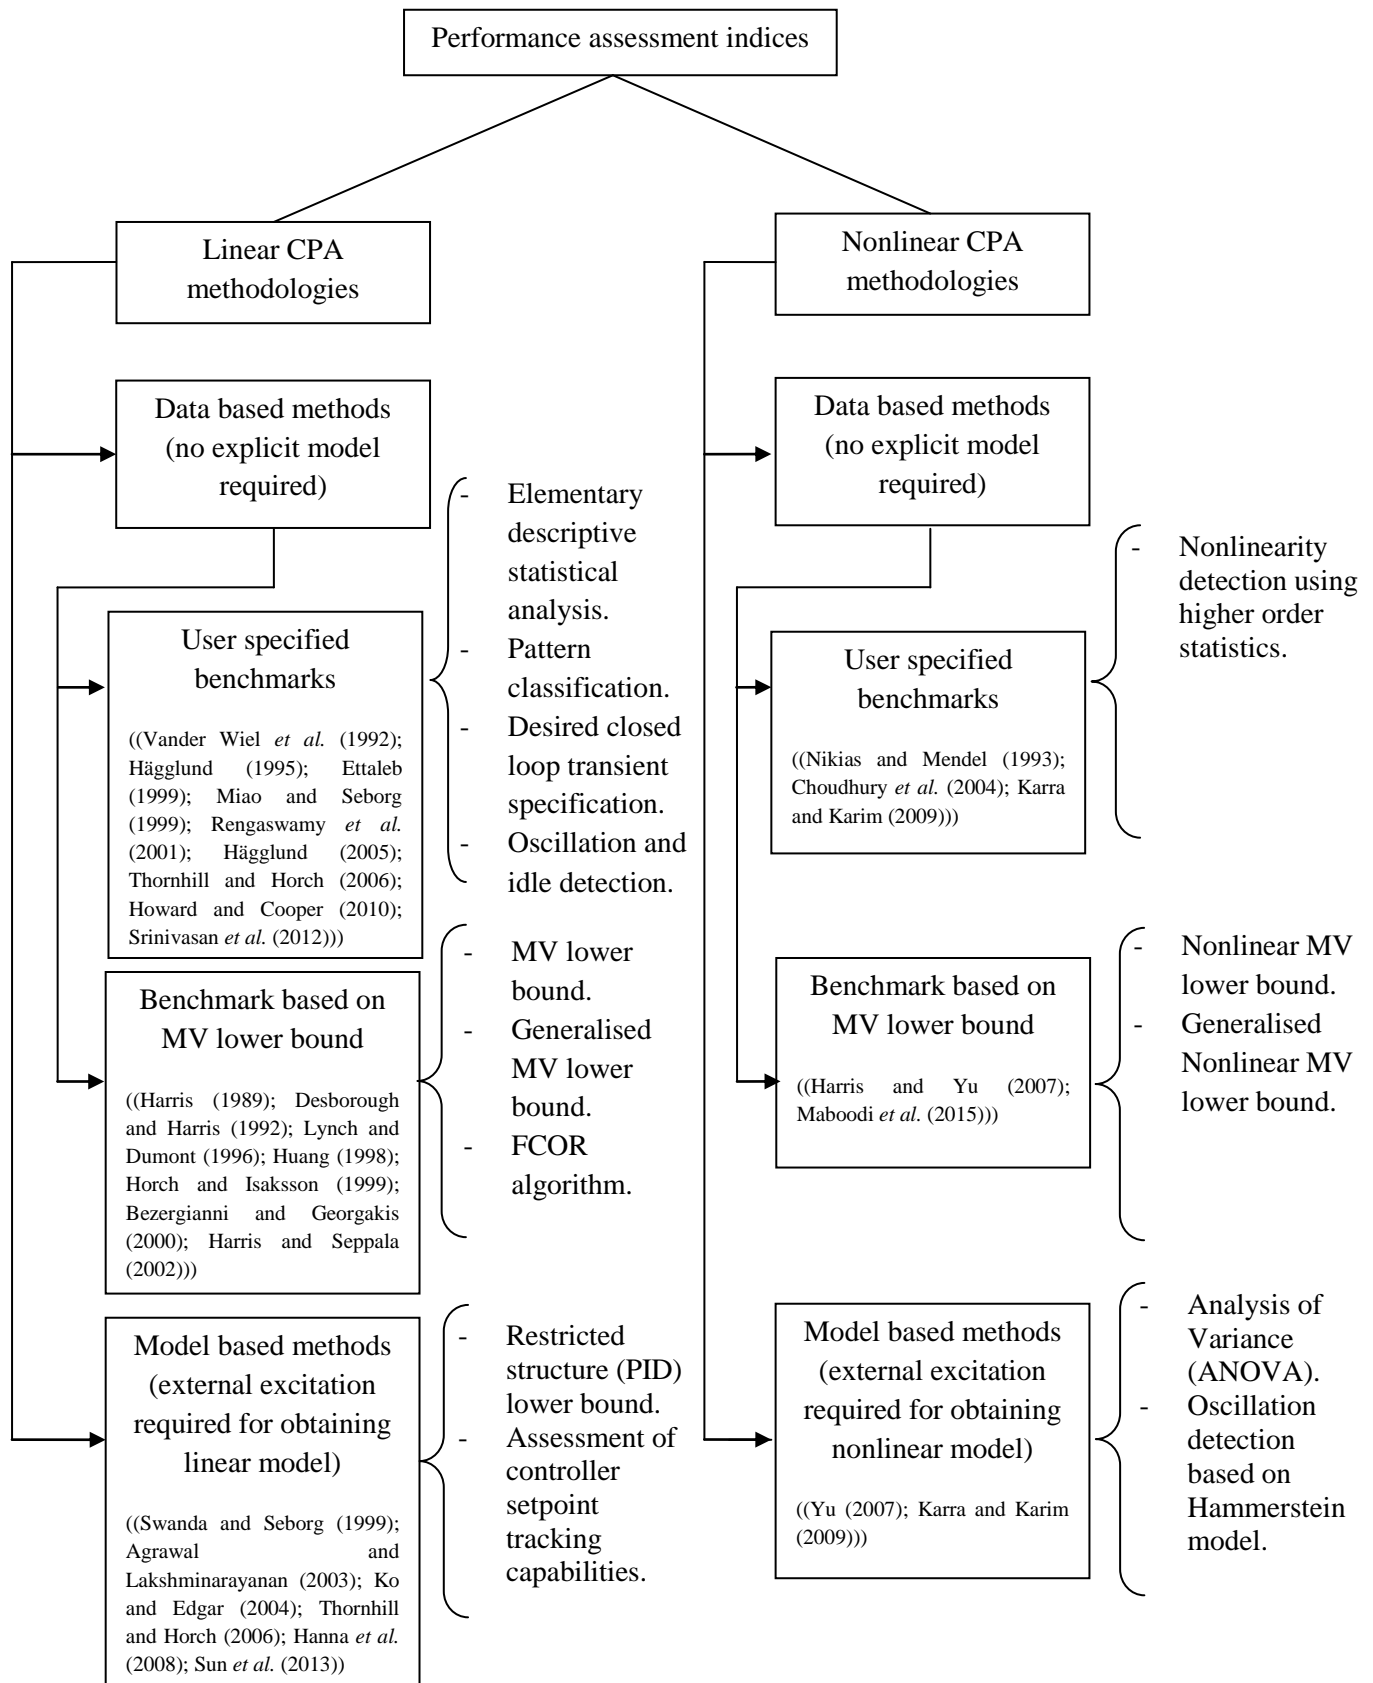 Performance assessment indices
Linear CPA
methodologies
Data based methods
(no explicit model
required)
User specified
benchmarks
((Vander Wiel et al. (1992);
Hägglund (1995); Ettaleb
(1999); Miao and Seborg
(1999); Rengaswamy et al.
(2001); Hägglund (2005);
Thornhill and Horch (2006);
Howard and Cooper (2010);
Srinivasan et al. (2012)))
- Elementary
descriptive
statistical
analysis.
- Pattern
classification.
- Desired closed
loop transient
specification.
- Oscillation and
idle detection.
Benchmark based on
MV lower bound
((Harris (1989); Desborough
and Harris (1992); Lynch and
Dumont (1996); Huang (1998);
Horch and Isaksson (1999);
Bezergianni and Georgakis
(2000); Harris and Seppala
(2002)))
- MV lower
bound.
- Generalised
MV lower
bound.
- FCOR
algorithm.
Model based methods
(external excitation
required for obtaining
linear model)
((Swanda and Seborg (1999);
Agrawal and
Lakshminarayanan (2003); Ko
and Edgar (2004); Thornhill
and Horch (2006); Hanna et al.
(2008); Sun et al. (2013))
- Restricted
structure (PID)
lower bound.
- Assessment of
controller
setpoint
tracking
capabilities.
Nonlinear CPA
methodologies
Data based methods
(no explicit model
required)
User specified
benchmarks
((Nikias and Mendel (1993);
Choudhury et al. (2004); Karra
and Karim (2009)))
- Nonlinearity
detection using
higher order
statistics.
Benchmark based on
MV lower bound
((Harris and Yu (2007);
Maboodi et al. (2015)))
- Nonlinear MV
lower bound.
- Generalised
Nonlinear MV
lower bound.
Model based methods
(external excitation
required for obtaining
nonlinear model)
((Yu (2007); Karra and Karim
(2009)))
- Analysis of
Variance
(ANOVA).
- Oscillation
detection
based on
Hammerstein
model.